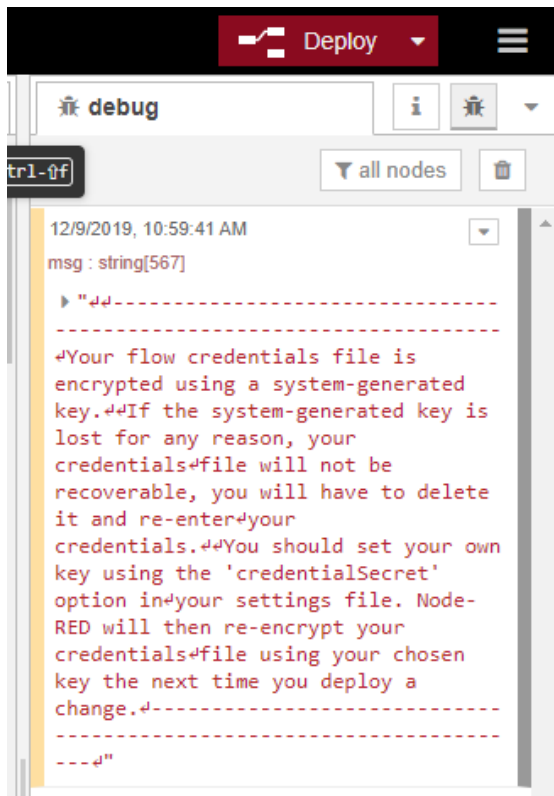 Deploy
debug
i
trl-⇧f
all nodes
12/9/2019, 10:59:41 AM
msg : string[567]
"↲↲--------------------------------
-------------------------------------
↲Your flow credentials file is
encrypted using a system-generated
key.↲↲If the system-generated key is
lost for any reason, your
credentials↲file will not be
recoverable, you will have to delete
it and re-enter↲your
credentials.↲↲You should set your own
key using the 'credentialSecret'
option in↲your settings file. Node-
RED will then re-encrypt your
credentials↲file using your chosen
key the next time you deploy a
change.↲-----------------------------
-------------------------------------
---↲"